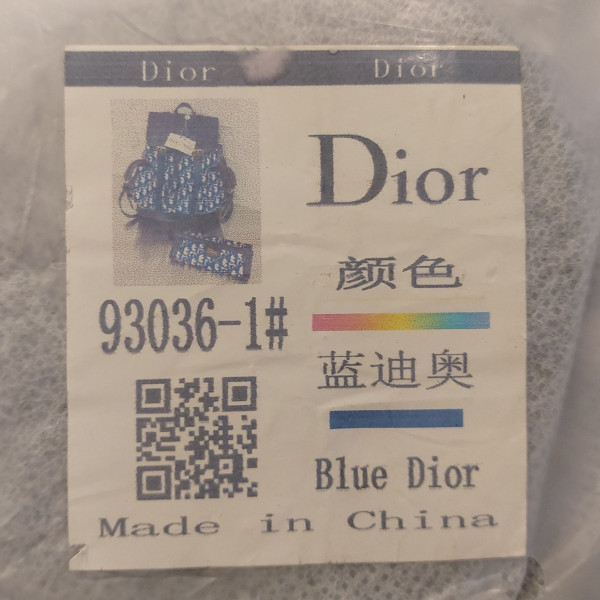 Dior Dior
Dior
颜色
93036-1#
蓝迪奥
Blue Dior
Made in China